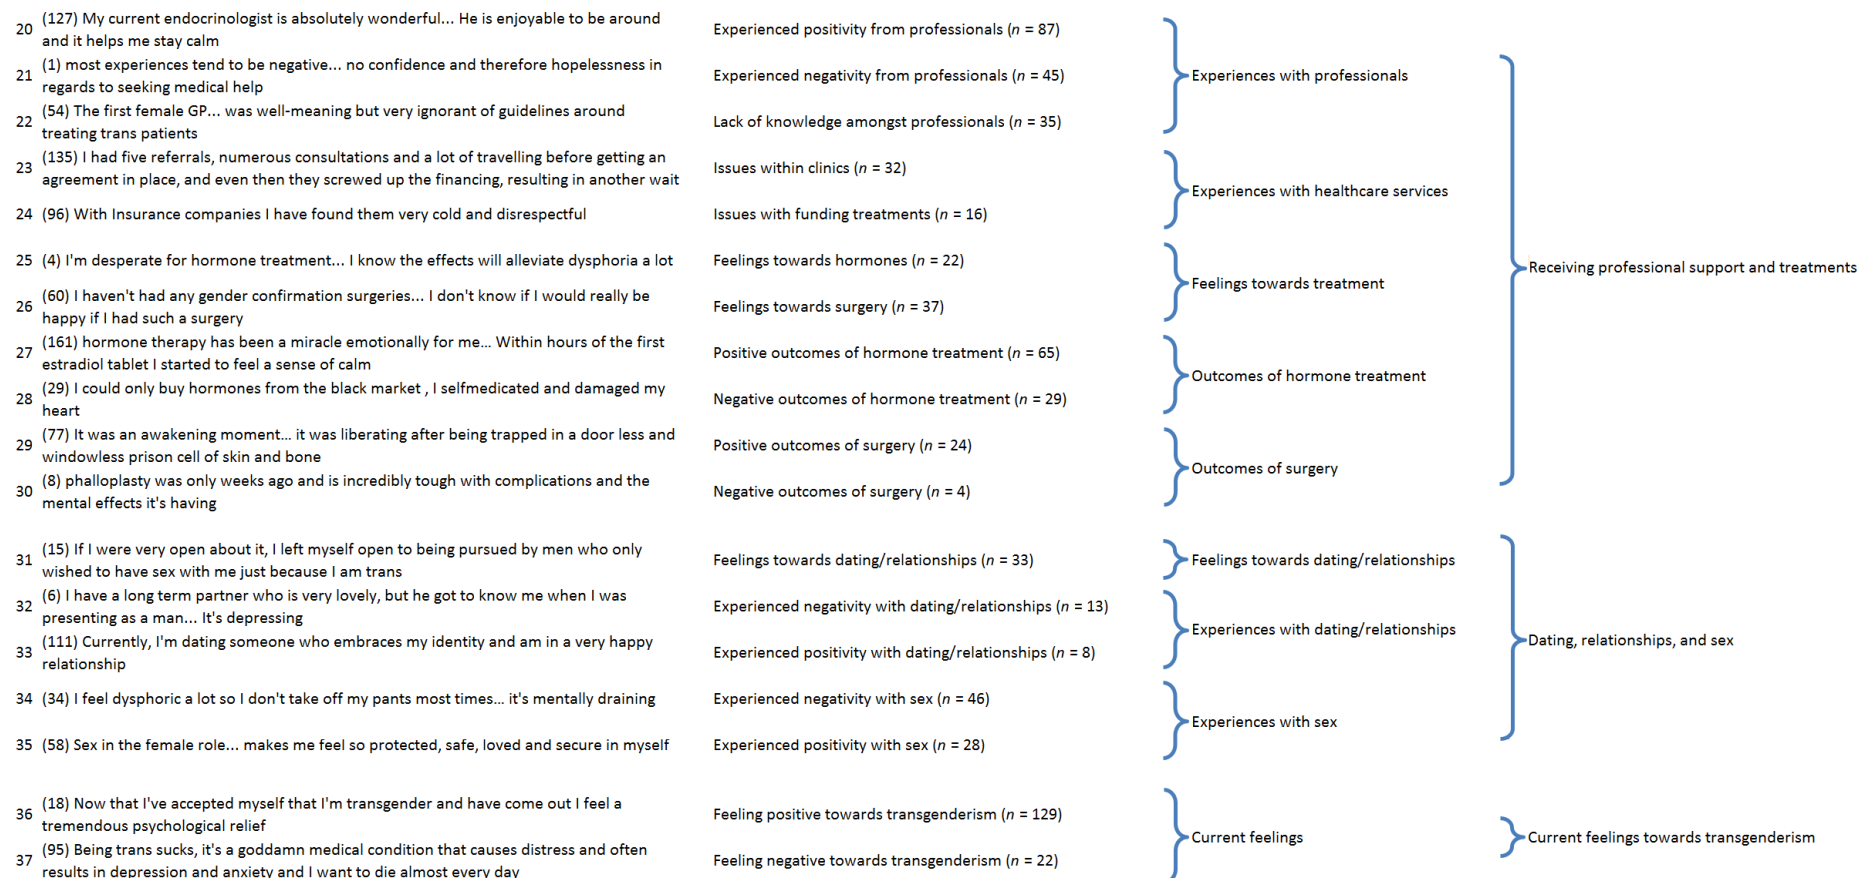 20 (127) My current endocrinologist is absolutely wonderful... He is enjoyable to be around
and it helps me stay calm
Experienced positivity from professionals (n = 87)
21 (1) most experiences tend to be negative... no confidence and therefore hopelessness in
regards to seeking medical help
Experienced negativity from professionals (n = 45)
Experiences with professionals
22 (54) The first female GP... was well-meaning but very ignorant of guidelines around
treating trans patients
Lack of knowledge amongst professionals (n = 35)
23 (135) I had five referrals, numerous consultations and a lot of travelling before getting an
agreement in place, and even then they screwed up the financing, resulting in another wait
Issues within clinics (n = 32)
Experiences with healthcare services
24 (96) With Insurance companies I have found them very cold and disrespectful
Issues with funding treatments (n = 16)
25 (4) I'm desperate for hormone treatment... I know the effects will alleviate dysphoria a lot
Feelings towards hormones (n = 22)
Feelings towards treatment
Receiving professional support and treatments
26 (60) I haven't had any gender confirmation surgeries... I don't know if I would really be
happy if I had such a surgery
Feelings towards surgery (n = 37)
27 (161) hormone therapy has been a miracle emotionally for me... Within hours of the first
estradiol tablet I started to feel a sense of calm
Positive outcomes of hormone treatment (n = 65)
Outcomes of hormone treatment
28 (29) I could only buy hormones from the black market , I selfmedicated and damaged my
heart
Negative outcomes of hormone treatment (n = 29)
29 (77) It was an awakening moment... it was liberating after being trapped in a door less and
windowless prison cell of skin and bone
Positive outcomes of surgery (n = 24)
Outcomes of surgery
30 (8) phalloplasty was only weeks ago and is incredibly tough with complications and the
mental effects it's having
Negative outcomes of surgery (n = 4)
31 (15) If I were very open about it, I left myself open to being pursued by men who only
wished to have sex with me just because I am trans
Feelings towards dating/relationships (n = 33)
Feelings towards dating/relationships
32 (6) I have a long term partner who is very lovely, but he got to know me when I was
presenting as a man... It's depressing
Experienced negativity with dating/relationships (n = 13)
Experiences with dating/relationships
Dating, relationships, and sex
33 (111) Currently, I'm dating someone who embraces my identity and am in a very happy
relationship
Experienced positivity with dating/relationships (n = 8)
34 (34) I feel dysphoric a lot so I don't take off my pants most times... it's mentally draining
Experienced negativity with sex (n = 46)
Experiences with sex
35 (58) Sex in the female role... makes me feel so protected, safe, loved and secure in myself
Experienced positivity with sex (n = 28)
36 (18) Now that I've accepted myself that I'm transgender and have come out I feel a
tremendous psychological relief
Feeling positive towards transgenderism (n = 129)
Current feelings
Current feelings towards transgenderism
37 (95) Being trans sucks, it's a goddamn medical condition that causes distress and often
results in depression and anxiety and I want to die almost every day
Feeling negative towards transgenderism (n = 22)